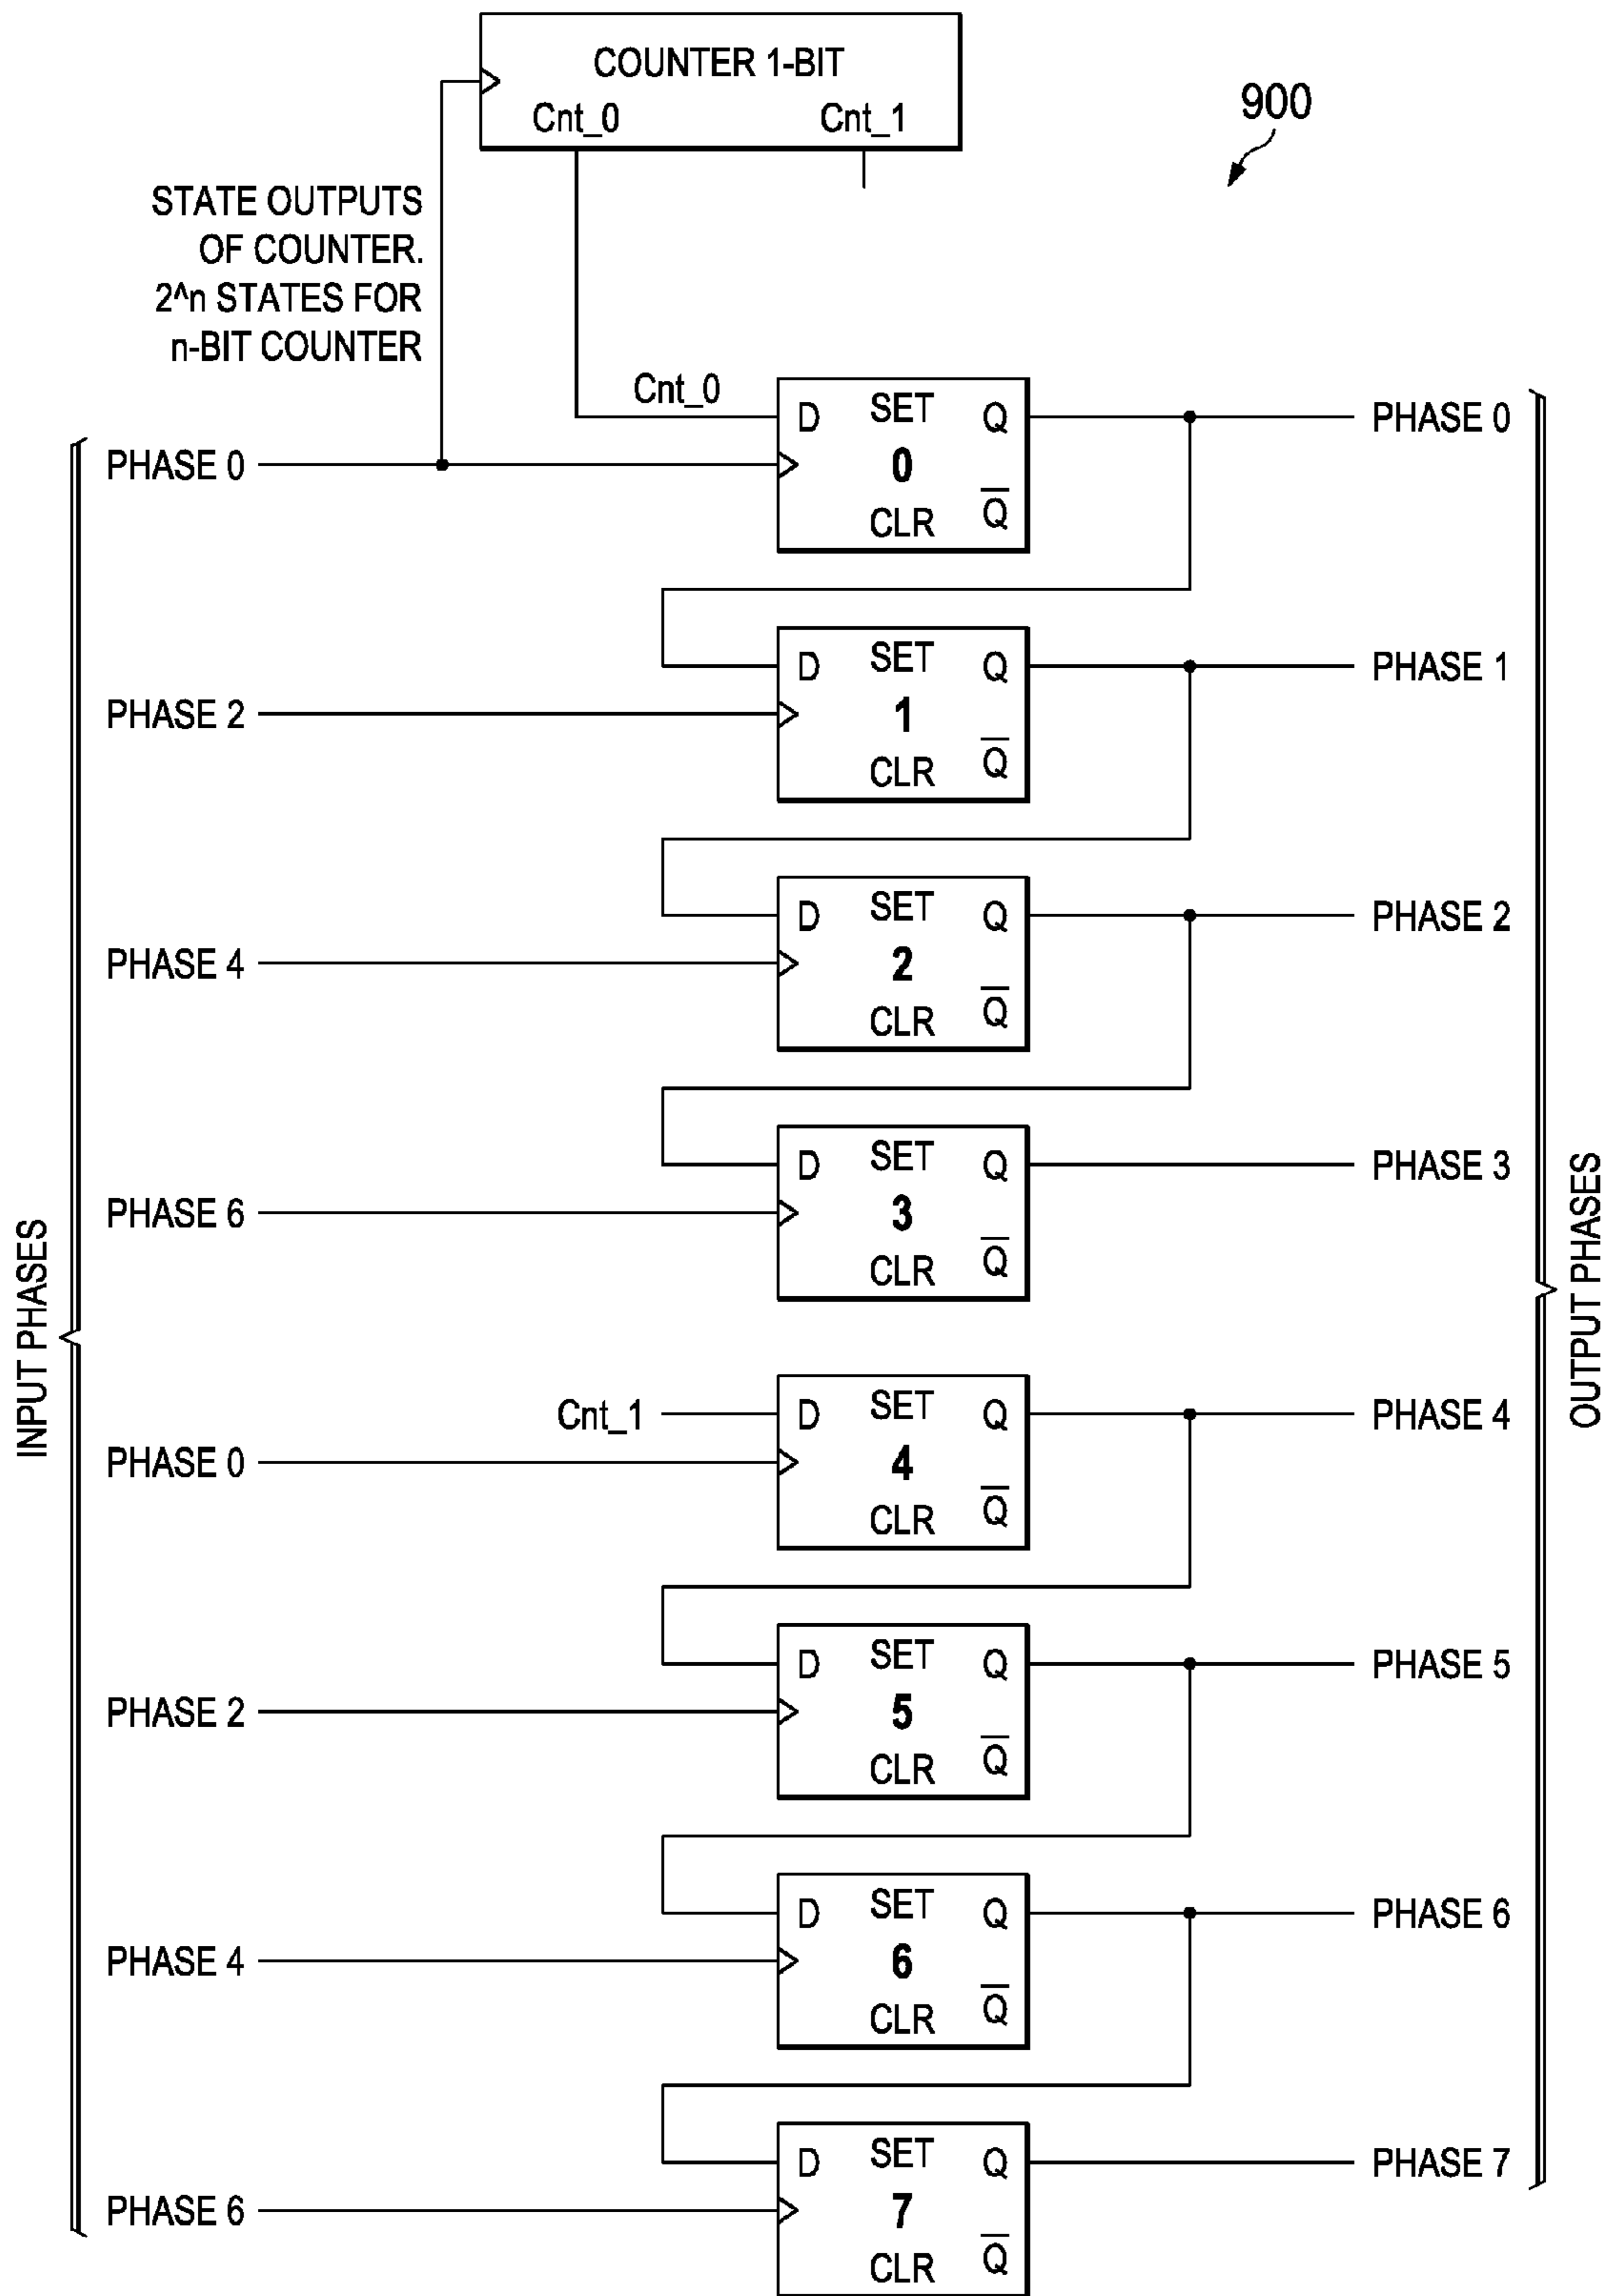 COUNTER 1-BIT
Cnt_0 Cnt_1
900
STATE OUTPUTS
OF COUNTER.
2^n STATES FOR
n-BIT COUNTER
Cnt_0
D SET Q
PHASE 0
PHASE 0
0
CLR Q̅
D SET Q
PHASE 1
PHASE 2
1
CLR Q̅
D SET Q
PHASE 2
PHASE 4
2
CLR Q̅
D SET Q
PHASE 3
PHASE 6
3
CLR Q̅
INPUT PHASES
OUTPUT PHASES
Cnt_1
D SET Q
PHASE 4
PHASE 0
4
CLR Q̅
D SET Q
PHASE 5
PHASE 2
5
CLR Q̅
D SET Q
PHASE 6
PHASE 4
6
CLR Q̅
D SET Q
PHASE 7
PHASE 6
7
CLR Q̅